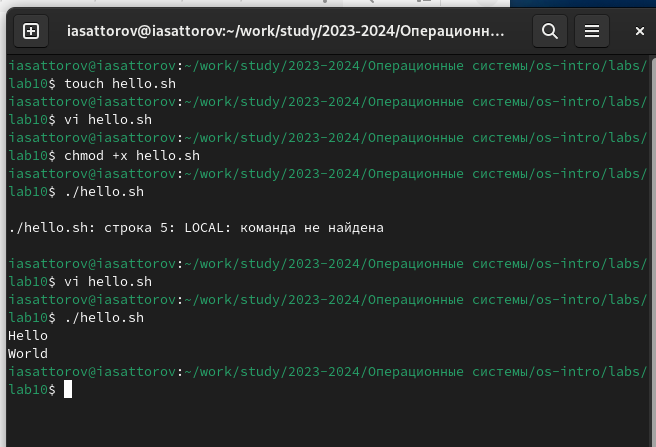 iasattorov@iasattorov:~/work/study/2023-2024/Операционн...
iasattorov@iasattorov:~/work/study/2023-2024/Операционные системы/os-intro/labs/
lab10$ touch hello.sh
iasattorov@iasattorov:~/work/study/2023-2024/Операционные системы/os-intro/labs/
lab10$ vi hello.sh
iasattorov@iasattorov:~/work/study/2023-2024/Операционные системы/os-intro/labs/
lab10$ chmod +x hello.sh
iasattorov@iasattorov:~/work/study/2023-2024/Операционные системы/os-intro/labs/
lab10$ ./hello.sh
./hello.sh: строка 5: LOCAL: команда не найдена
iasattorov@iasattorov:~/work/study/2023-2024/Операционные системы/os-intro/labs/
lab10$ vi hello.sh
iasattorov@iasattorov:~/work/study/2023-2024/Операционные системы/os-intro/labs/
lab10$ ./hello.sh
Hello
World
iasattorov@iasattorov:~/work/study/2023-2024/Операционные системы/os-intro/labs/
lab10$